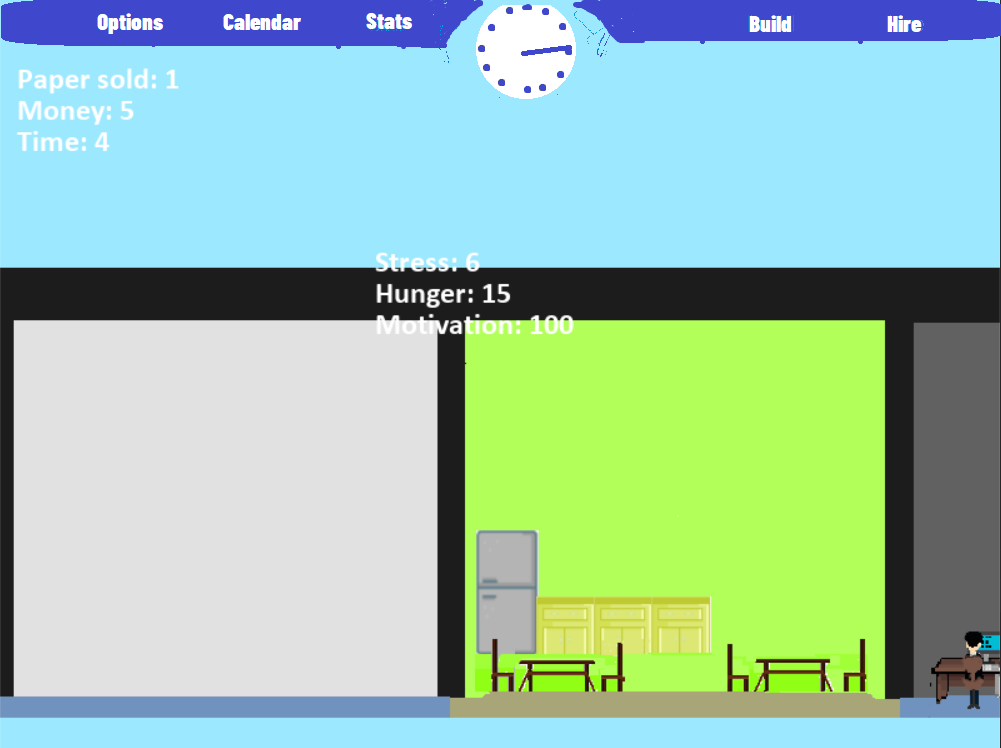 Options Calendar Stats Build Hire
Paper sold: 1
Money: 5
Time: 4
Stress: 6
Hunger: 15
Motivation: 100